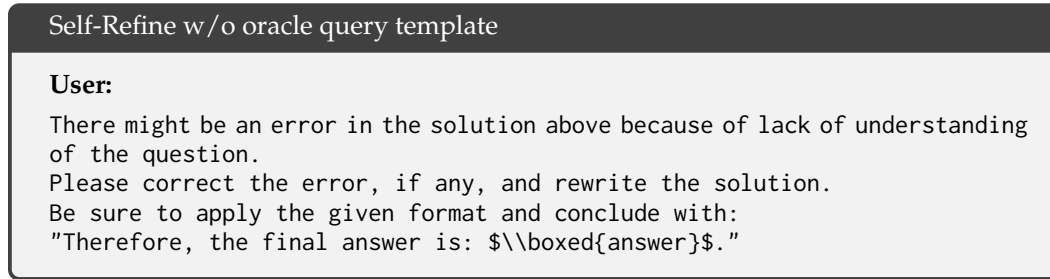 Self-Refine w/o oracle query template
User:
There might be an error in the solution above because of lack of understanding
of the question.
Please correct the error, if any, and rewrite the solution.
Be sure to apply the given format and conclude with:
"Therefore, the final answer is: $\\boxed{answer}$."